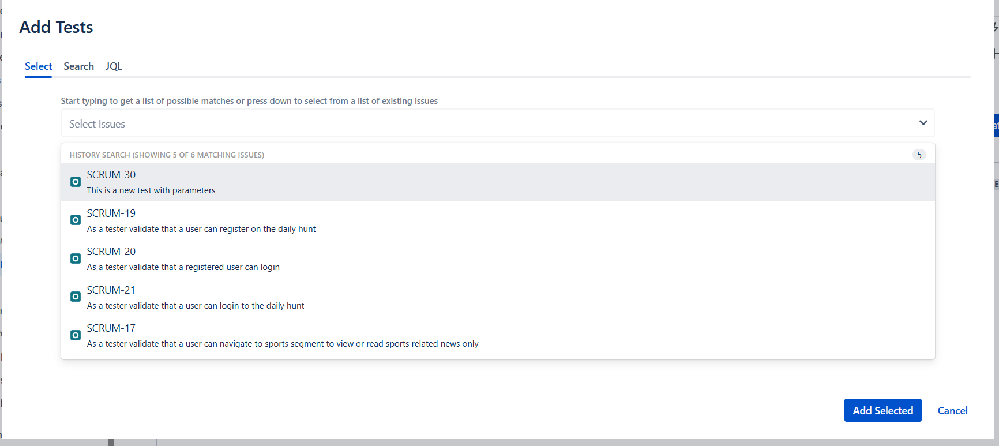 Add Tests
Select Search JQL
Start typing to get a list of possible matches or press down to select from a list of existing issues
Select Issues
HISTORY SEARCH (SHOWING 5 OF 6 MATCHING ISSUES) 5
SCRUM-30
This is a new test with parameters
SCRUM-19
As a tester validate that a user can register on the daily hunt
SCRUM-20
As a tester validate that a registered user can login
SCRUM-21
As a tester validate that a user can login to the daily hunt
SCRUM-17
As a tester validate that a user can navigate to sports segment to view or read sports related news only
Add Selected Cancel